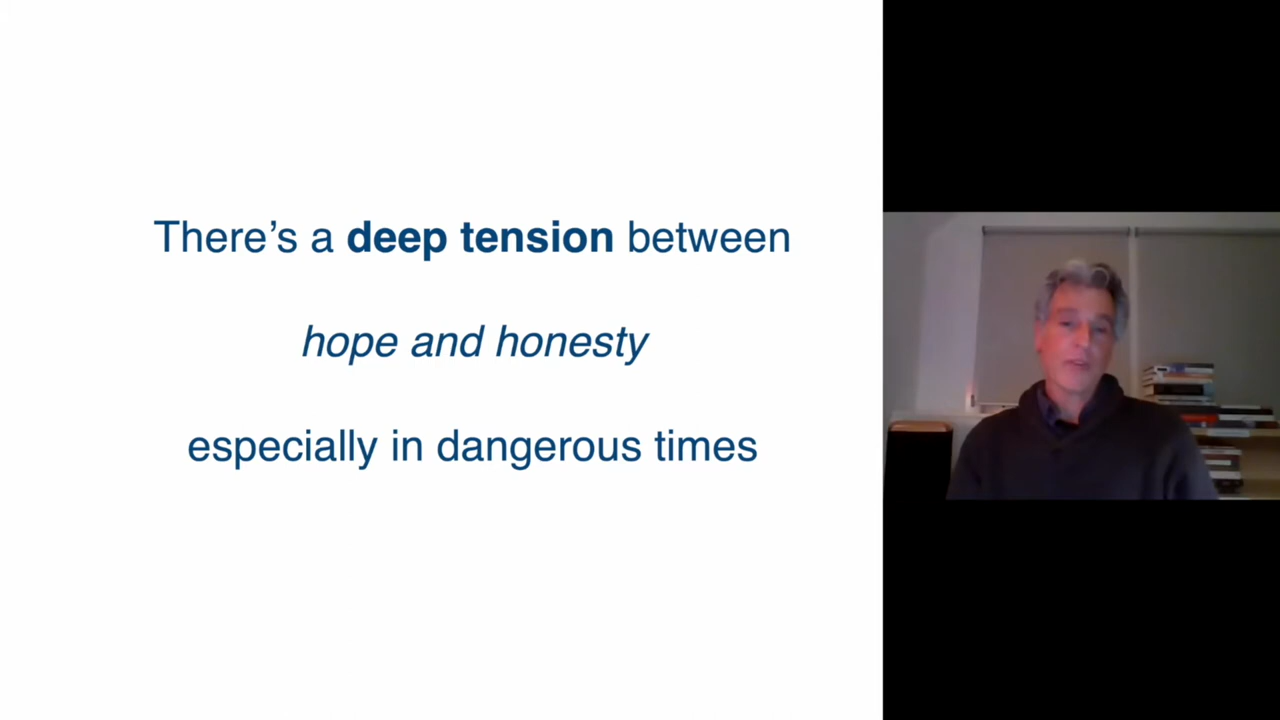 There’s a deep tension between
hope and honesty
especially in dangerous times